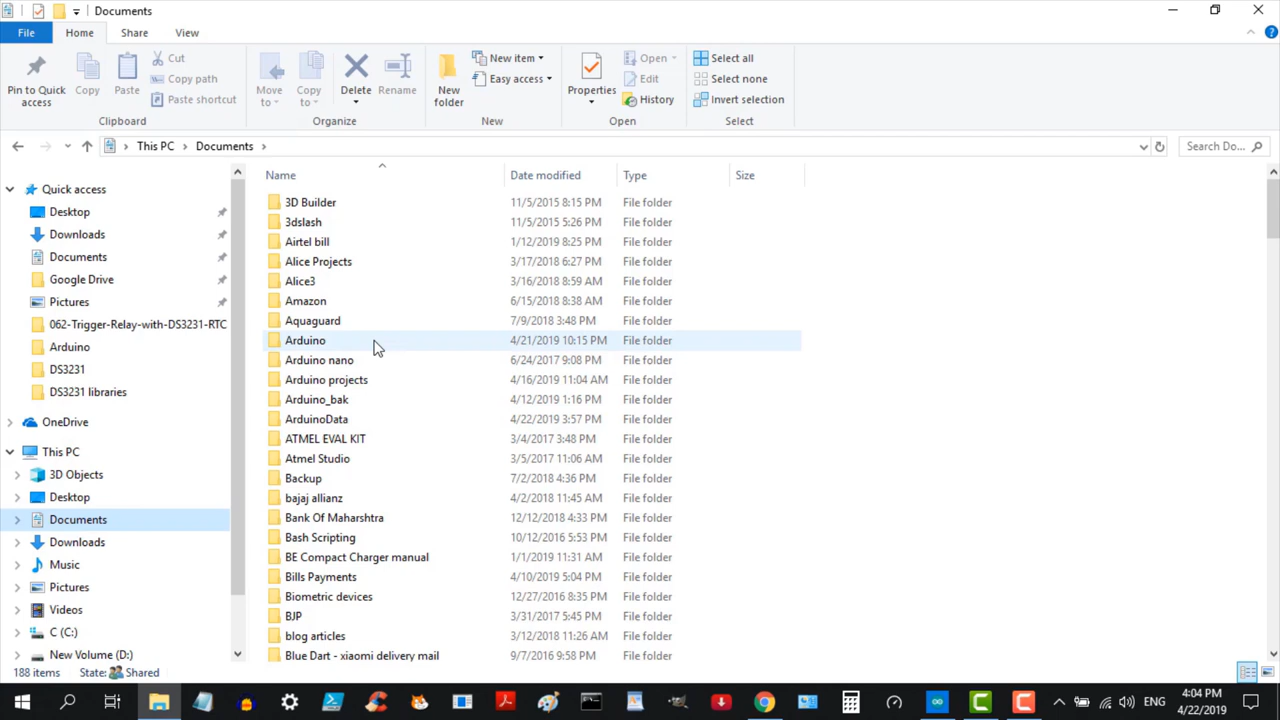 Documents
File Home Share View
Pin to Quick access
Copy
Paste
Cut
Copy path
Paste shortcut
Clipboard
Move to
Copy to
Delete
Rename
Organize
New folder
New item
Easy access
New
Properties
Open
Edit
History
Open
Select all
Select none
Invert selection
Select
This PC Documents
Search Do...
Quick access
Desktop
Downloads
Documents
Google Drive
Pictures
062-Trigger-Relay-with-DS3231-RTC
Arduino
DS3231
DS3231 libraries
OneDrive
This PC
3D Objects
Desktop
Documents
Downloads
Music
Pictures
Videos
C (C:)
New Volume (D:)
Name Date modified Type Size
3D Builder 11/5/2015 8:15 PM File folder
3dslash 11/5/2015 5:26 PM File folder
Airtel bill 1/12/2019 8:25 PM File folder
Alice Projects 3/17/2018 6:27 PM File folder
Alice3 3/16/2018 8:59 AM File folder
Amazon 6/15/2018 8:38 AM File folder
Aquaguard 7/9/2018 3:48 PM File folder
Arduino 4/21/2019 10:15 PM File folder
Arduino nano 6/24/2017 9:08 PM File folder
Arduino projects 4/16/2019 11:04 AM File folder
Arduino_bak 4/12/2019 1:16 PM File folder
ArduinoData 4/22/2019 3:57 PM File folder
ATMEL EVAL KIT 3/4/2017 3:48 PM File folder
Atmel Studio 3/5/2017 11:06 AM File folder
Backup 7/2/2018 4:36 PM File folder
bajaj allianz 4/2/2018 11:45 AM File folder
Bank Of Maharshtra 12/12/2018 4:33 PM File folder
Bash Scripting 10/12/2016 5:53 PM File folder
BE Compact Charger manual 1/1/2019 11:31 AM File folder
Bills Payments 4/10/2019 5:04 PM File folder
Biometric devices 12/27/2016 8:35 PM File folder
BJP 3/31/2017 5:45 PM File folder
blog articles 3/12/2018 11:26 AM File folder
Blue Dart - xiaomi delivery mail 9/7/2016 9:58 PM File folder
188 items State: Shared
ENG
4:04 PM
4/22/2019